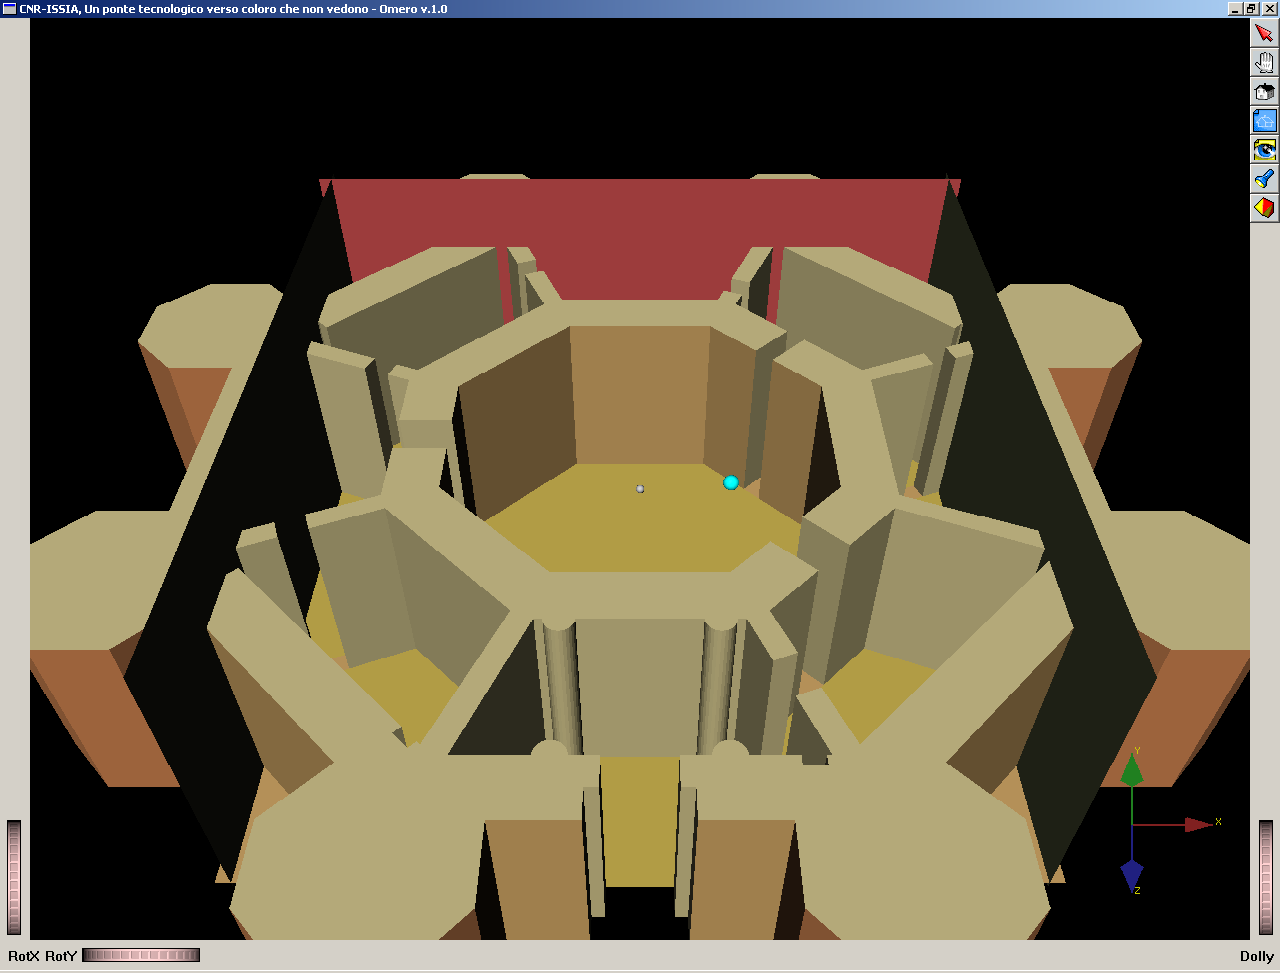 CNR-ISSIA, Un ponte tecnologico verso coloro che non vedono - Omero v.1.0
Y
X
Z
RotX RotY Dolly